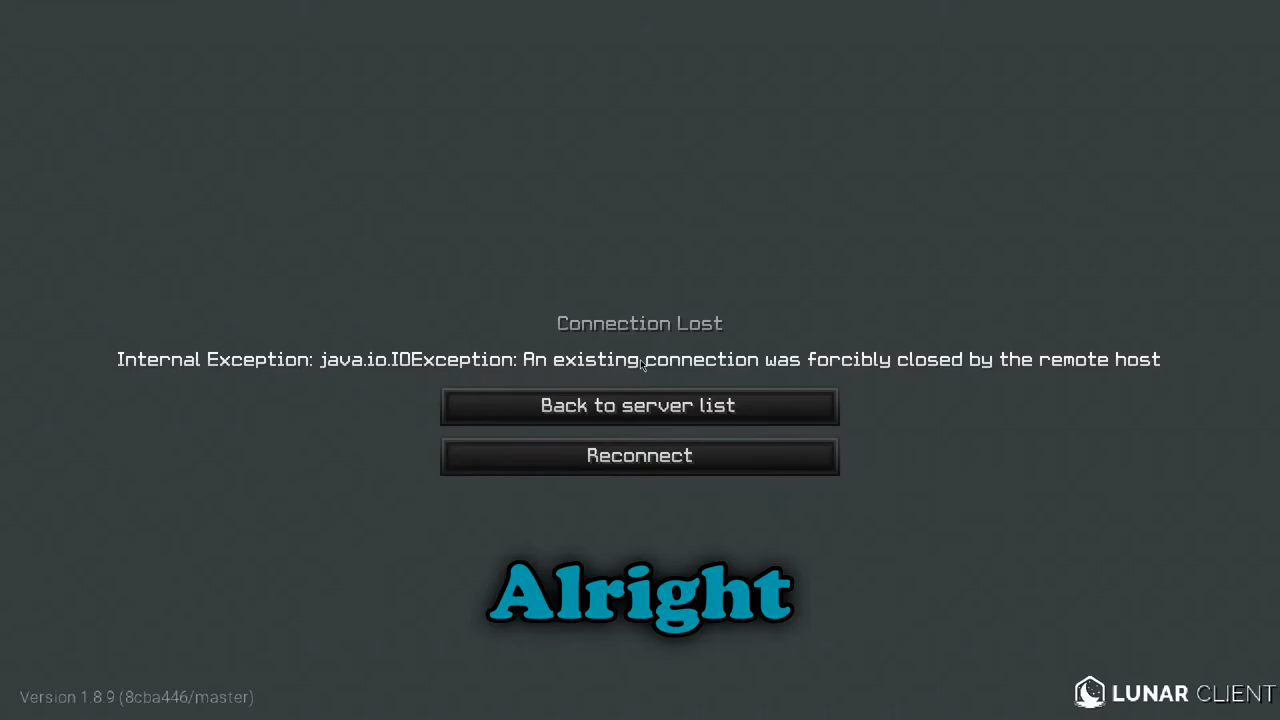 Connection Lost
Internal Exception: java.io.IOException: An existing connection was forcibly closed by the remote host
Back to server list
Reconnect
Alright
Version 1.8.9 (8cba446/master)
LUNAR CLIENT